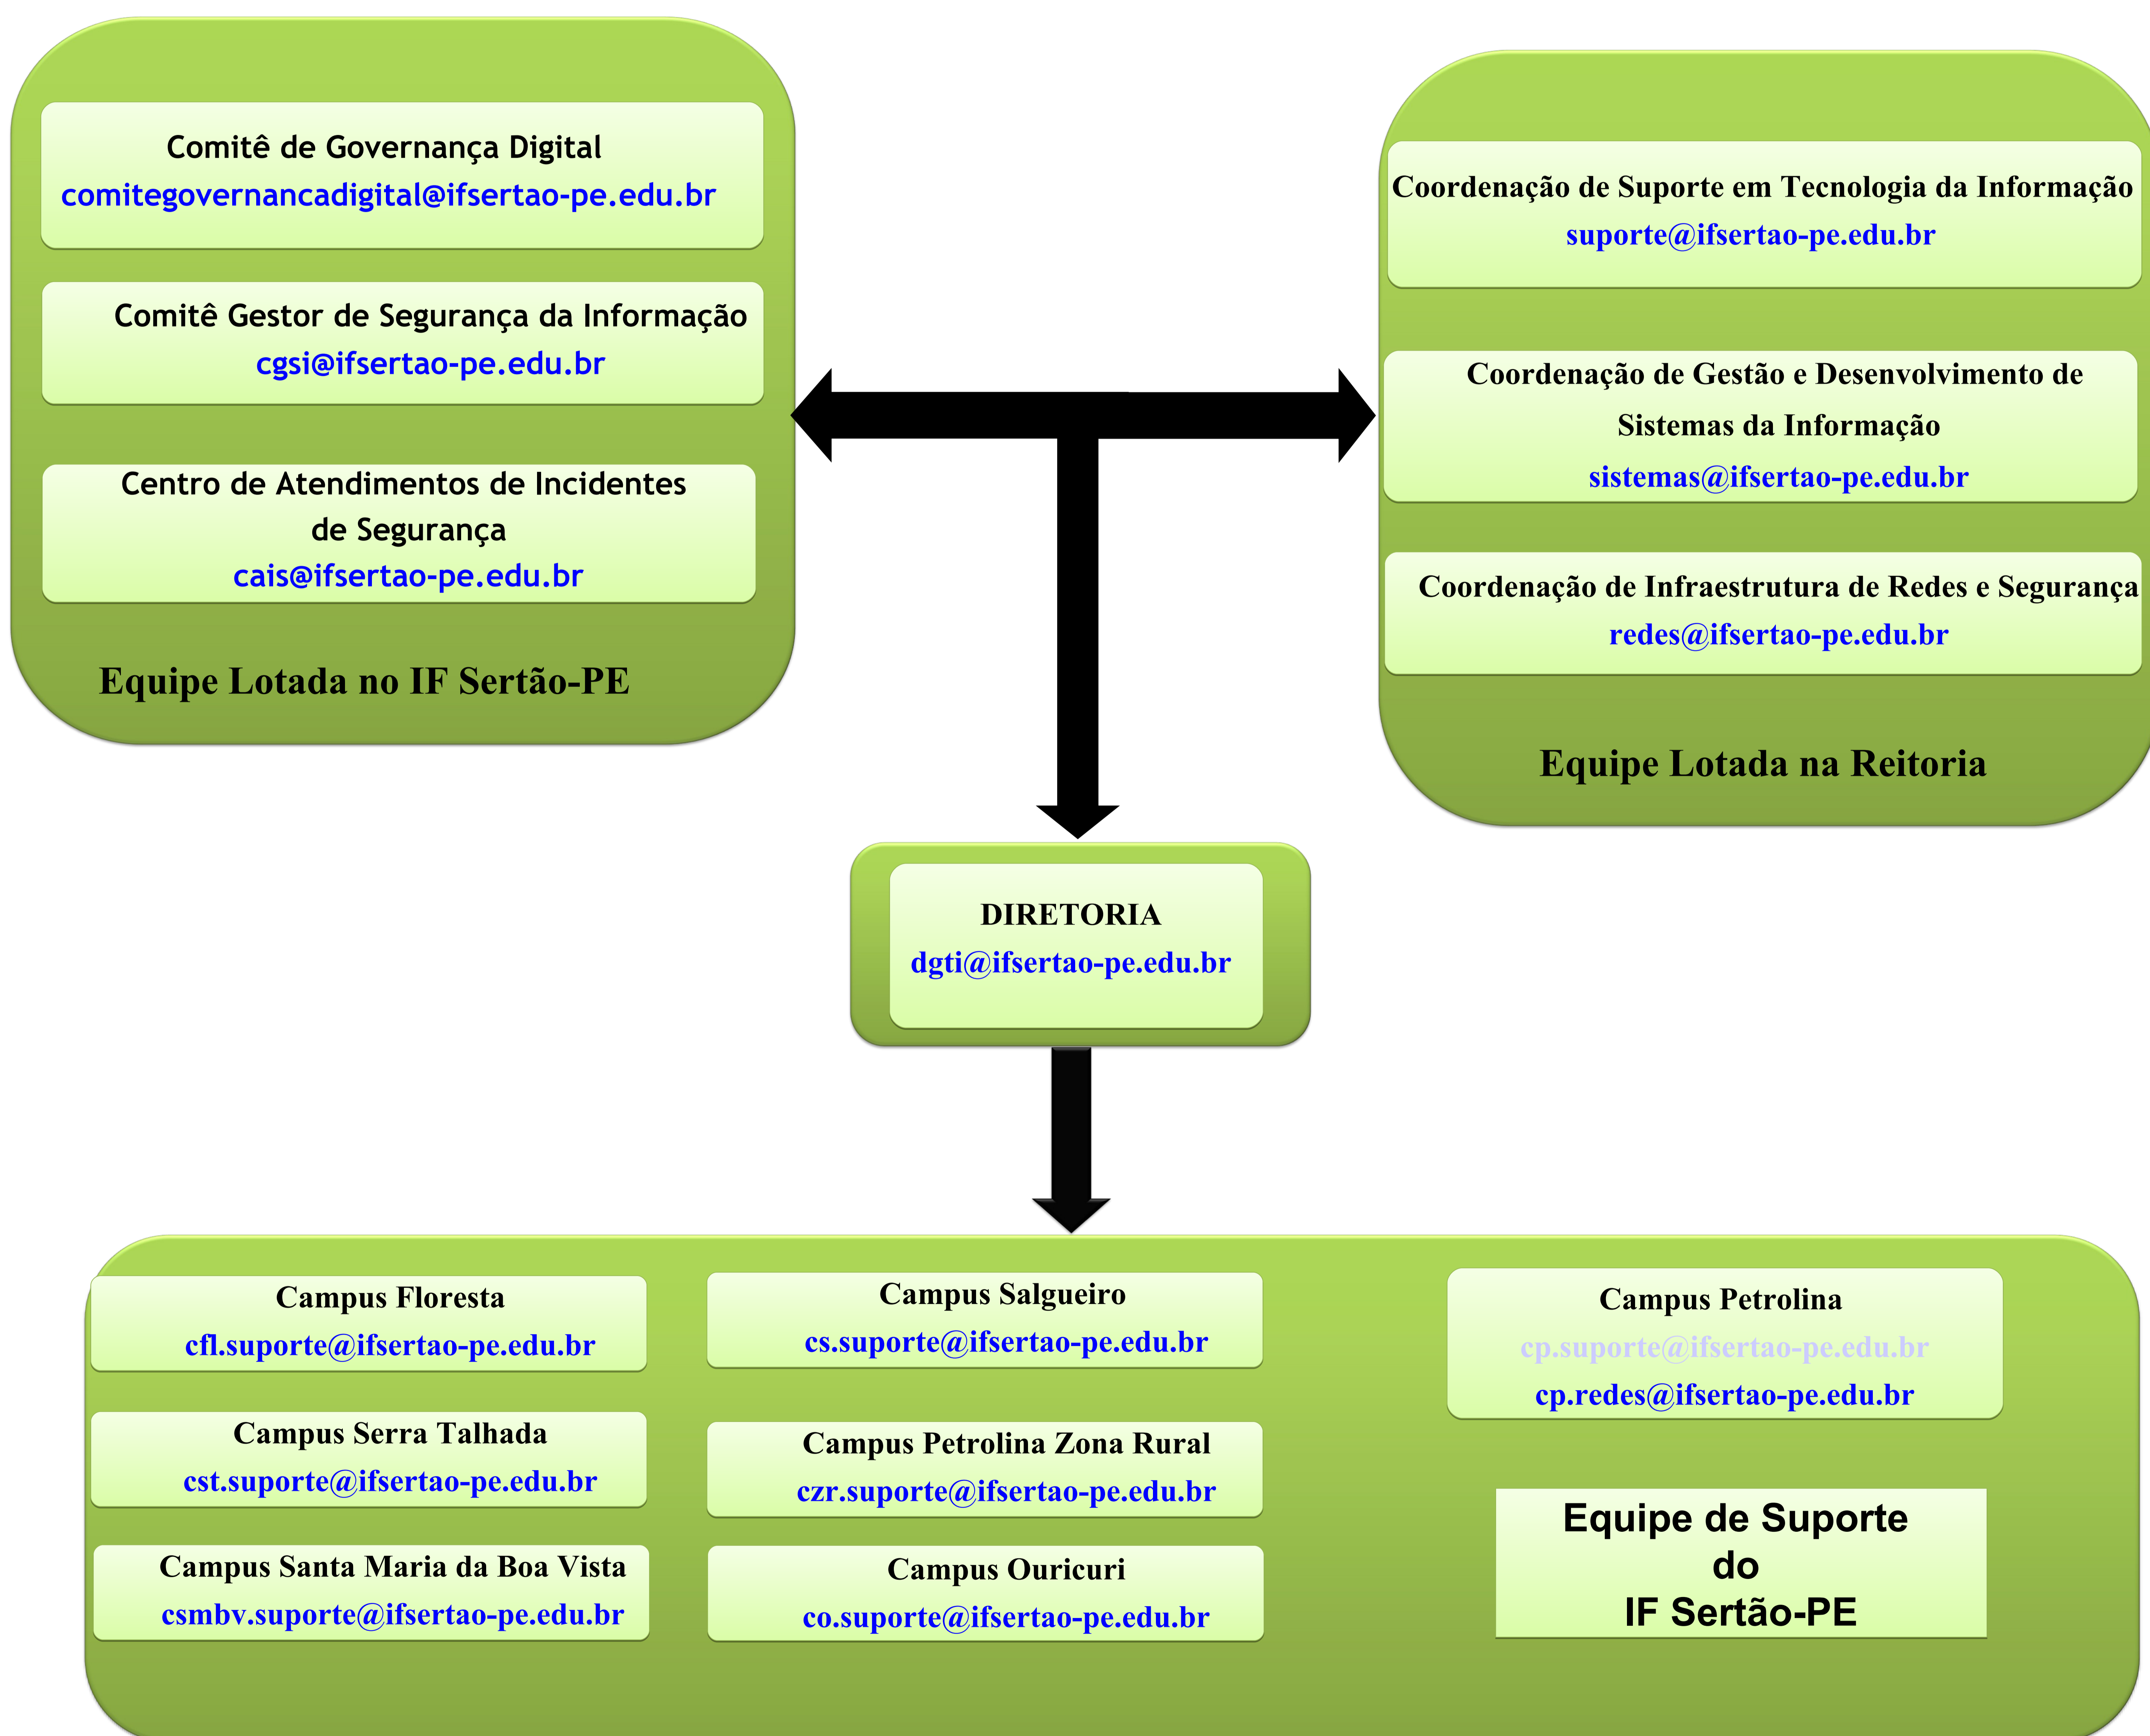 Comitê de Governança Digital
comitegovernancadigital@ifsertao-pe.edu.br
Comitê Gestor de Segurança da Informação
cgsi@ifsertao-pe.edu.br
Centro de Atendimentos de Incidentes
de Segurança
cais@ifsertao-pe.edu.br
Equipe Lotada no IF Sertão-PE
Coordenação de Suporte em Tecnologia da Informação
suporte@ifsertao-pe.edu.br
Coordenação de Gestão e Desenvolvimento de
Sistemas da Informação
sistemas@ifsertao-pe.edu.br
Coordenação de Infraestrutura de Redes e Segurança
redes@ifsertao-pe.edu.br
Equipe Lotada na Reitoria
DIRETORIA
dgti@ifsertao-pe.edu.br
Campus Floresta
cfl.suporte@ifsertao-pe.edu.br
Campus Serra Talhada
cst.suporte@ifsertao-pe.edu.br
Campus Santa Maria da Boa Vista
csmbv.suporte@ifsertao-pe.edu.br
Campus Salgueiro
cs.suporte@ifsertao-pe.edu.br
Campus Petrolina Zona Rural
czr.suporte@ifsertao-pe.edu.br
Campus Ouricuri
co.suporte@ifsertao-pe.edu.br
Campus Petrolina
cp.suporte@ifsertao-pe.edu.br
cp.redes@ifsertao-pe.edu.br
Equipe de Suporte
do
IF Sertão-PE